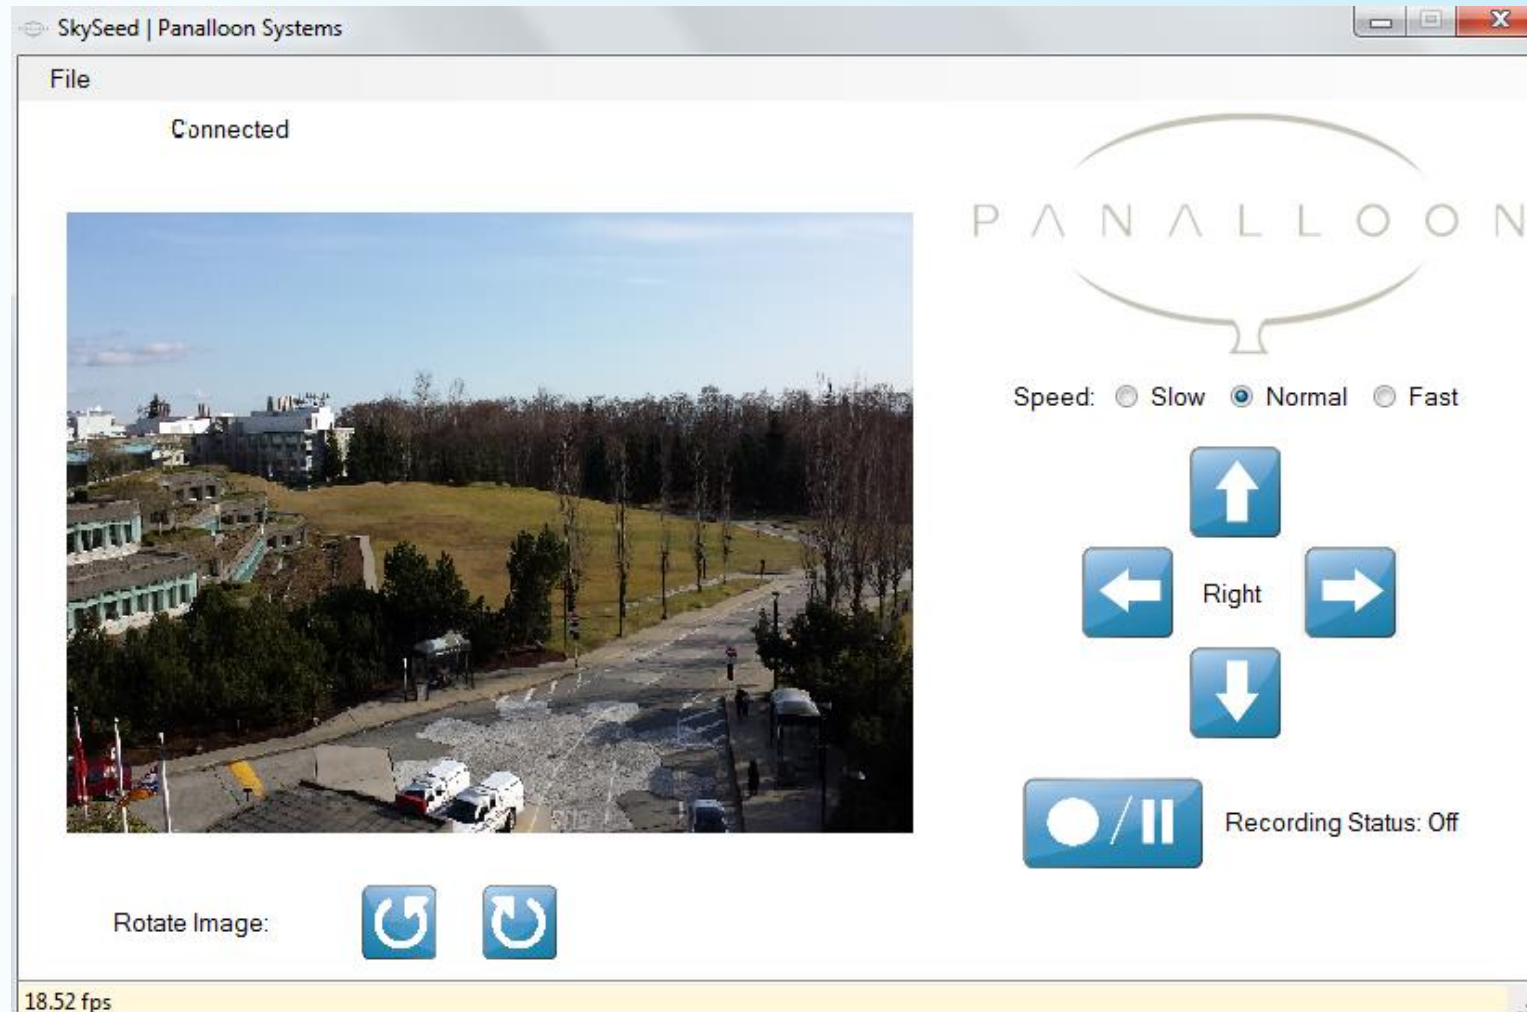 SkySeed | Panalloon Systems
File
Connected
PANALLOON
Speed: Slow Normal Fast
Right
Recording Status: Off
Rotate Image:
18.52 fps